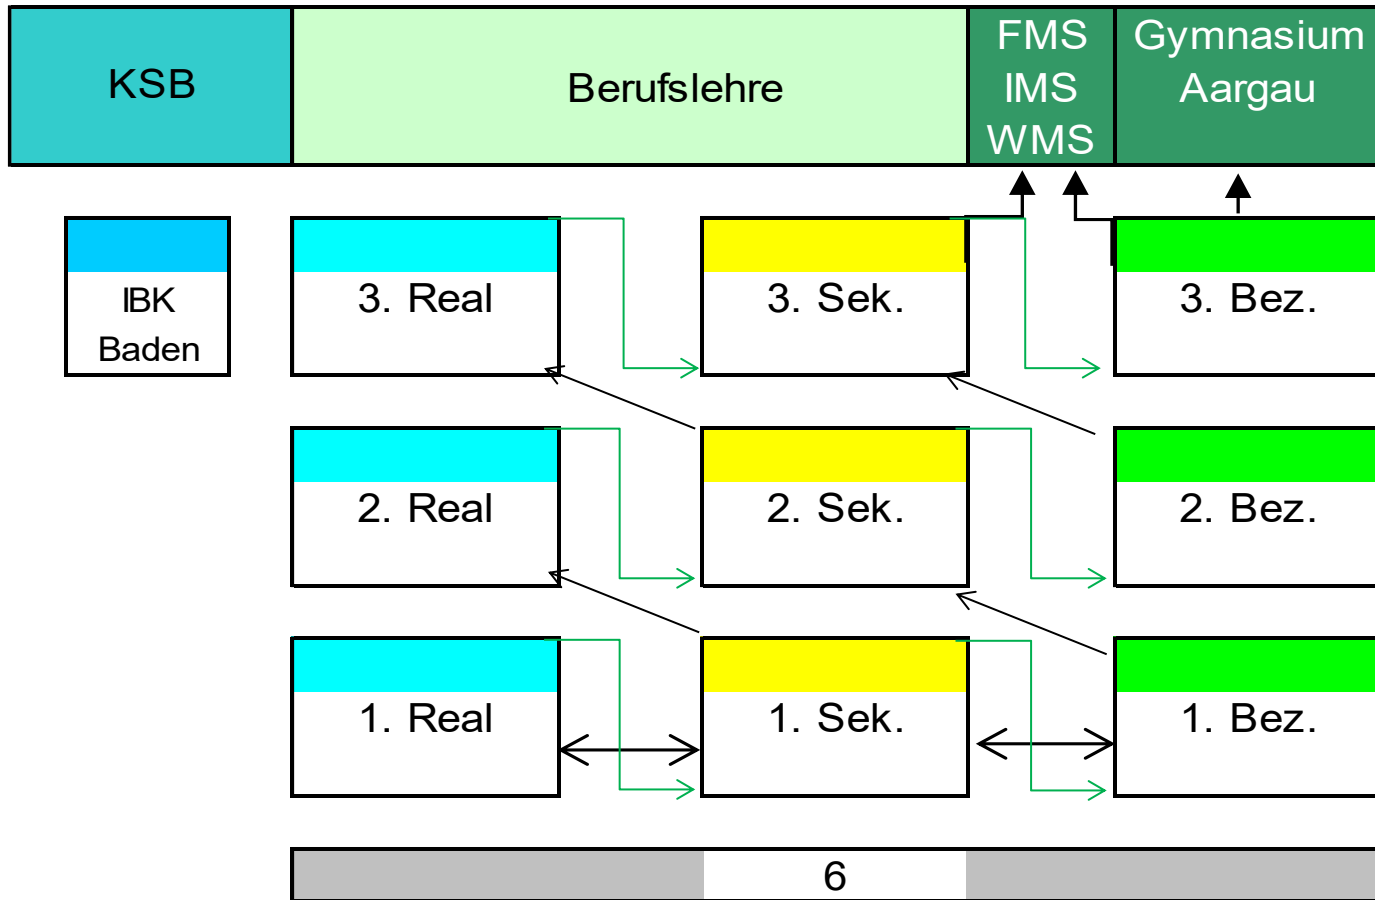 KSB
Berufslehre
FMS
IMS
WMS
Gymnasium
Aargau
IBK
Baden
3. Real
3. Sek.
3. Bez.
2. Real
2. Sek.
2. Bez.
1. Real
1. Sek.
1. Bez.
6